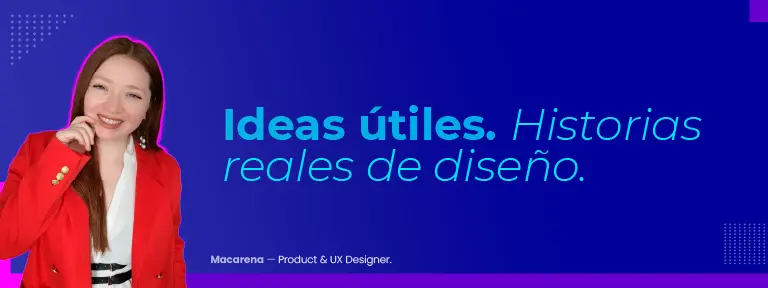 Ideas útiles. Historias
reales de diseño.
Macarena — Product & UX Designer.